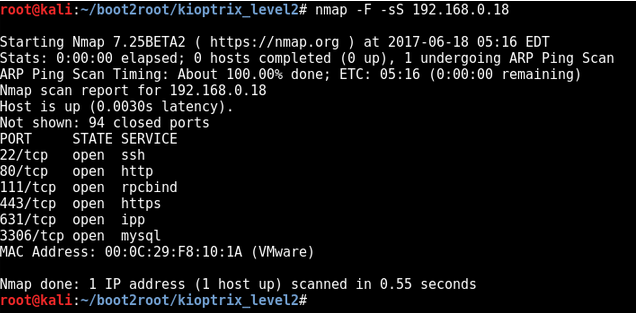 root@kali:~/boot2root/kioptrix_level2# nmap -F -sS 192.168.0.18
Starting Nmap 7.25BETA2 ( https://nmap.org ) at 2017-06-18 05:16 EDT
Stats: 0:00:00 elapsed; 0 hosts completed (0 up), 1 undergoing ARP Ping Scan
ARP Ping Scan Timing: About 100.00% done; ETC: 05:16 (0:00:00 remaining)
Nmap scan report for 192.168.0.18
Host is up (0.0030s latency).
Not shown: 94 closed ports
PORT     STATE SERVICE
22/tcp   open  ssh
80/tcp   open  http
111/tcp  open  rpcbind
443/tcp  open  https
631/tcp  open  ipp
3306/tcp open  mysql
MAC Address: 00:0C:29:F8:10:1A (VMware)
Nmap done: 1 IP address (1 host up) scanned in 0.55 seconds
root@kali:~/boot2root/kioptrix_level2#